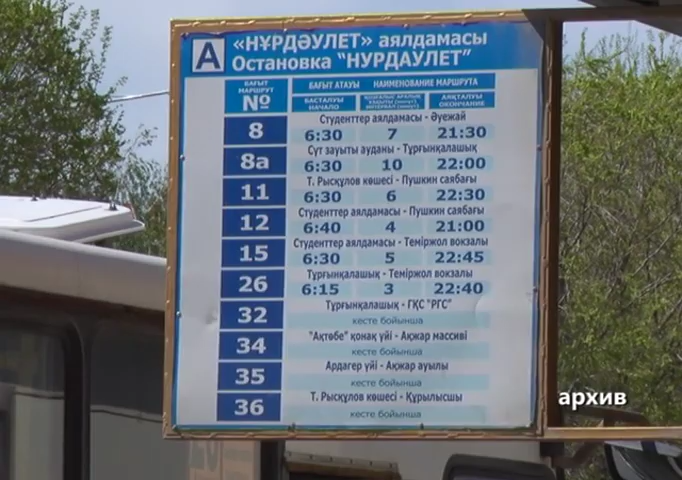 А
«НҰРДӘУЛЕТ» аялдамасы
Остановка "НУРДАУЛЕТ"
БАҒЫТ
МАРШРУТ
№
БАҒЫТ АТАУЫ НАИМЕНОВАНИЕ МАРШРУТА
БАСТАЛУЫ
НАЧАЛО
АЯҚТАЛУЫ
ОКОНЧАНИЕ
Студенттер аялдамасы - Әуежай
8 6:30 7 21:30
Сүт зауыты ауданы - Тұрғынқалашық
8а 6:30 10 22:00
Т. Рысқұлов көшесі - Пушкин саябағы
11 6:30 6 22:30
Студенттер аялдамасы - Пушкин саябағы
12 6:40 4 21:00
Студенттер аялдамасы - Теміржол вокзалы
15 6:30 5 22:45
Тұрғынқалашық - Теміржол вокзалы
26 6:15 3 22:40
Тұрғынқалашық - ГҚС "РГС"
32 кесте бойынша
"Ақтөбе" қонақ үйі - Ақжар массиві
34 кесте бойынша
Ардагер үйі - Ақжар ауылы
35 кесте бойынша
Т. Рысқұлов көшесі - Құрылысшы
36 кесте бойынша
архив